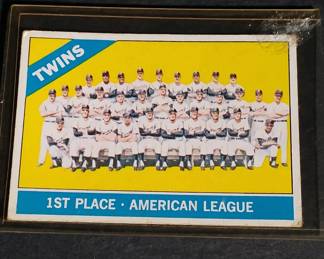 TWINS
1ST PLACE · AMERICAN LEAGUE